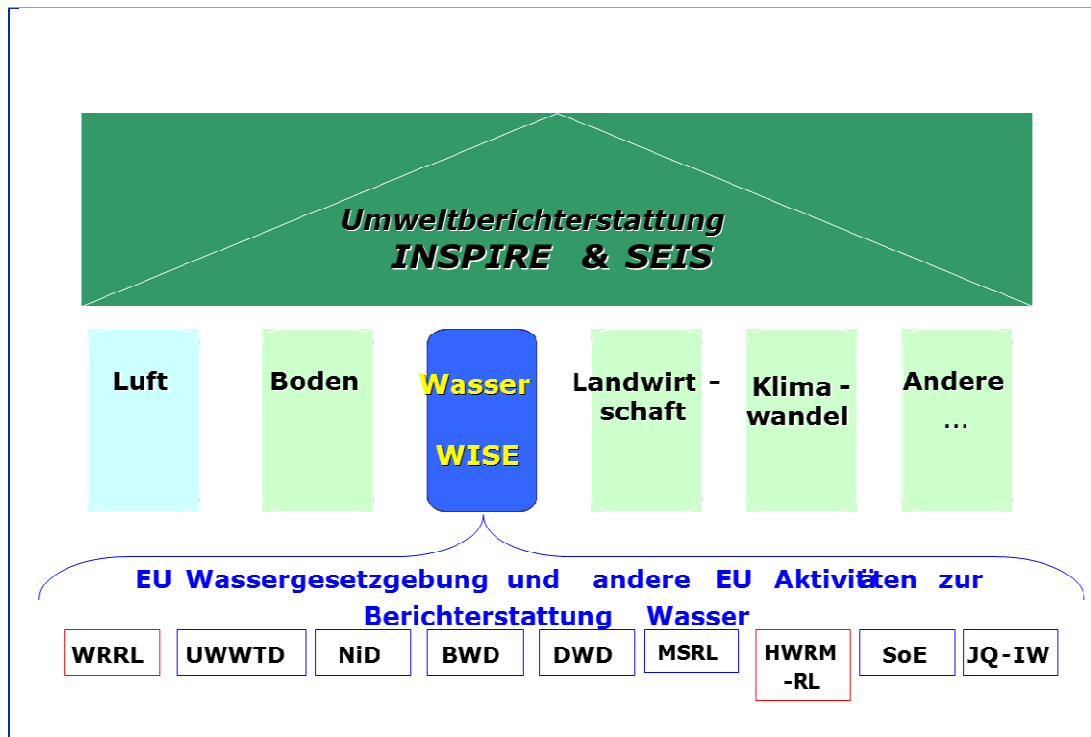 Umweltberichterstattung
INSPIRE & SEIS
Luft
Boden
Wasser
WISE
Landwirt -
schaft
Klima -
wandel
Andere
...
EU Wassergesetzgebung und andere EU Aktivitäten zur
Berichterstattung Wasser
WRRL
UWWTD
NiD
BWD
DWD
MSRL
HWRM
-RL
SoE
JQ-IW